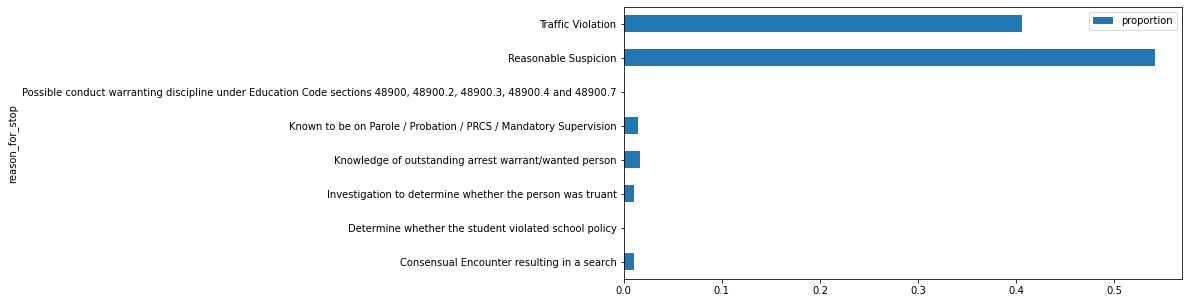 Traffic Violation
proportion
Reasonable Suspicion
Possible conduct warranting discipline under Education Code sections 48900, 48900.2, 48900.3, 48900.4 and 48900.7
Known to be on Parole / Probation / PRCS / Mandatory Supervision
reason_for_stop
Knowledge of outstanding arrest warrant/wanted person
Investigation to determine whether the person was truant
Determine whether the student violated school policy
Consensual Encounter resulting in a search
0.0 0.1 0.2 0.3 0.4 0.5